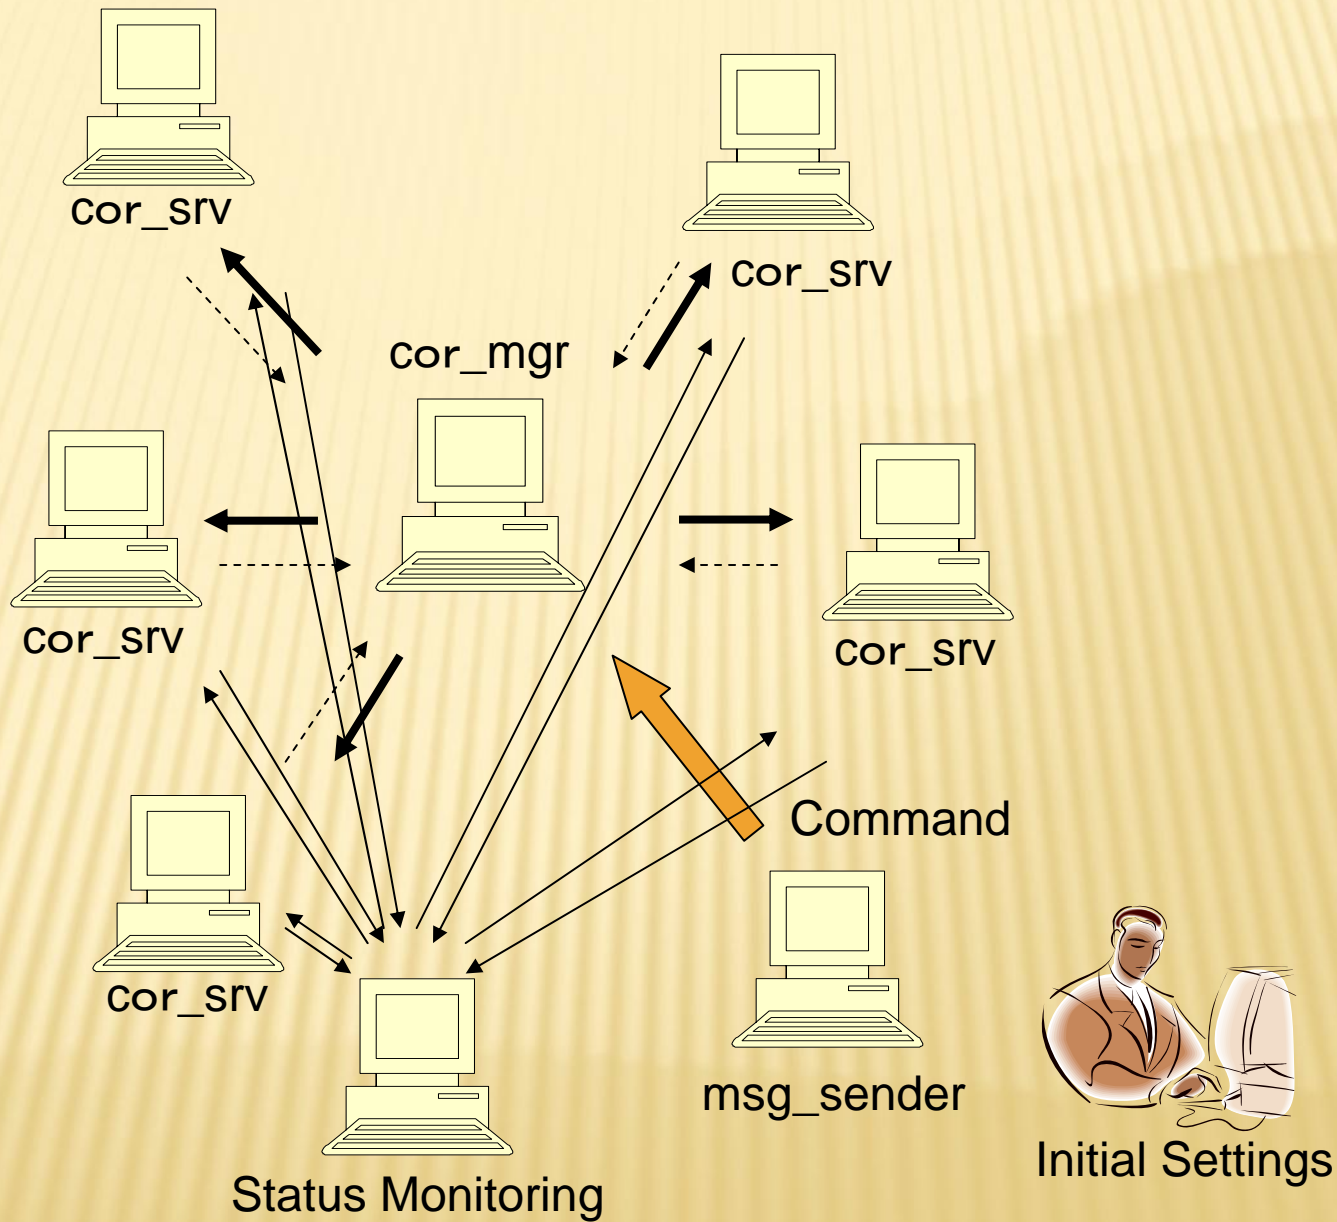 cor_srv
cor_srv
cor_mgr
cor_srv
cor_srv
Command
cor_srv
msg_sender
Initial Settings
Status Monitoring